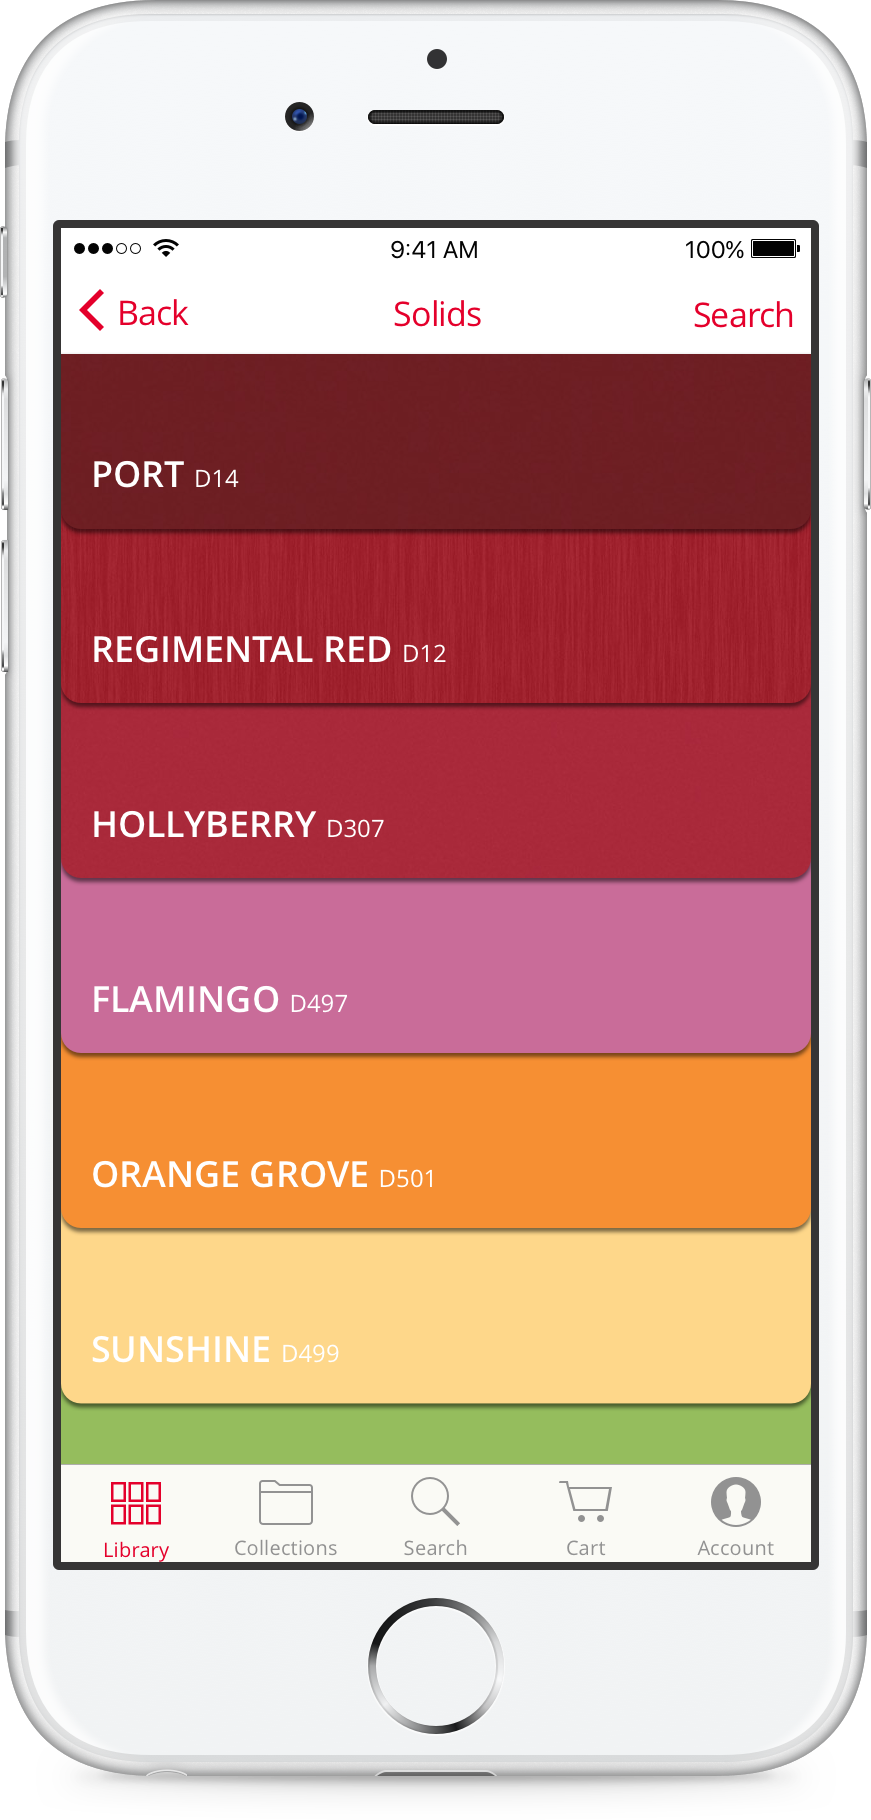 9:41 AM 100%
Back Solids Search
PORT D14
REGIMENTAL RED D12
HOLLYBERRY D307
FLAMINGO D497
ORANGE GROVE D501
SUNSHINE D499
Library Collections Search Cart Account